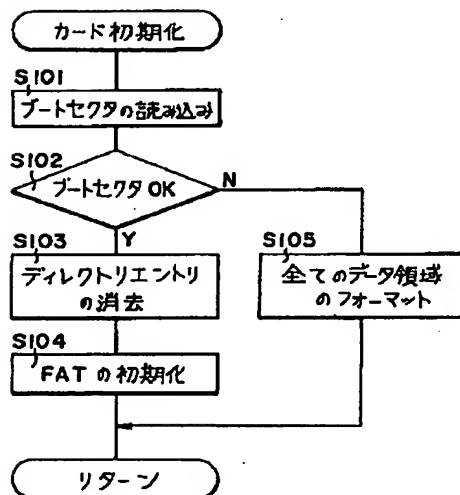 カード初期化
S101
ブートセクタの読み込み
S102
ブートセクタ OK
N
Y
S103
ディレクトリエントリ
の消去
S105
全てのデータ領域
のフォーマット
S104
FATの初期化
リターン